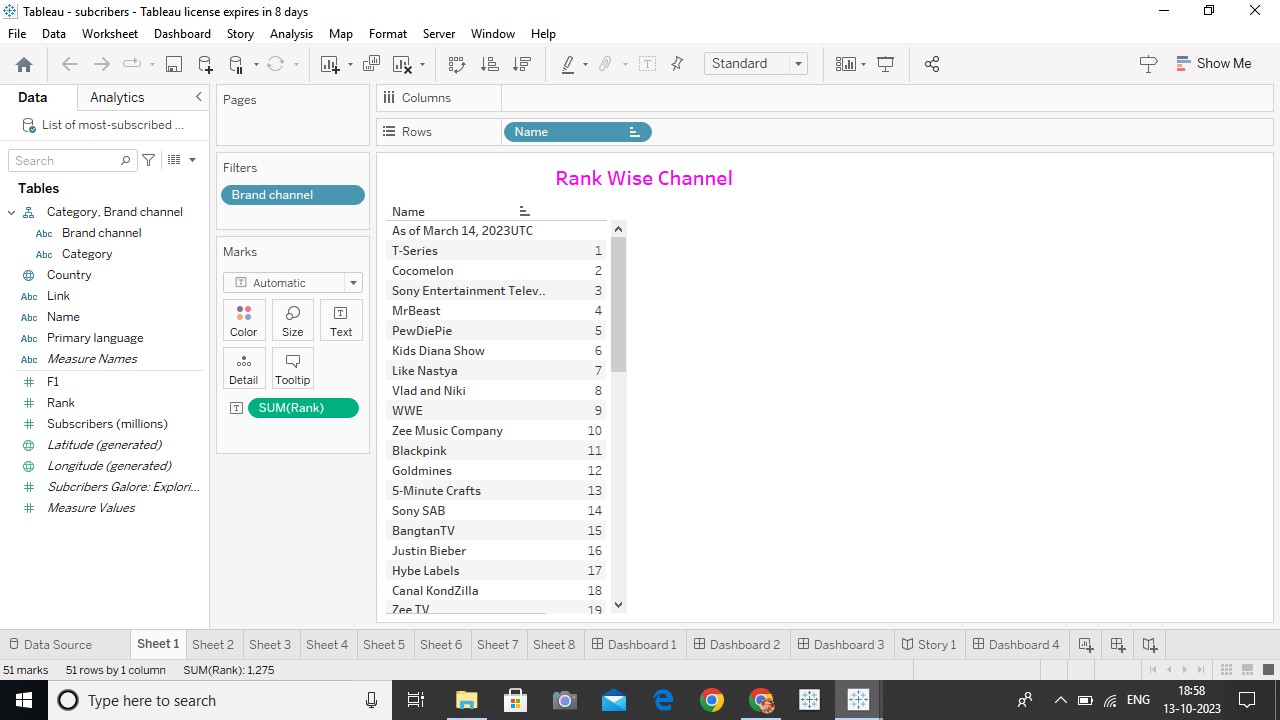 Tableau - subcribers - Tableau license expires in 8 days
File Data Worksheet Dashboard Story Analysis Map Format Server Window Help
Standard
Show Me
Data Analytics
List of most-subscribed ...
Search
Tables
Category, Brand channel
Abc Brand channel
Abc Category
Country
Abc Link
Abc Name
Abc Primary language
Abc Measure Names
F1
Rank
Subscribers (millions)
Latitude (generated)
Longitude (generated)
Subcribers Galore: Explori...
Measure Values
Pages
Filters
Brand channel
Marks
Automatic
Color Size Text
Detail Tooltip
SUM(Rank)
Columns
Rows Name
Rank Wise Channel
Name
As of March 14, 2023UTC
T-Series 1
Cocomelon 2
Sony Entertainment Telev.. 3
MrBeast 4
PewDiePie 5
Kids Diana Show 6
Like Nastya 7
Vlad and Niki 8
WWE 9
Zee Music Company 10
Blackpink 11
Goldmines 12
5-Minute Crafts 13
Sony SAB 14
BangtanTV 15
Justin Bieber 16
Hybe Labels 17
Canal KondZilla 18
Zee TV 19
Data Source Sheet 1 Sheet 2 Sheet 3 Sheet 4 Sheet 5 Sheet 6 Sheet 7 Sheet 8 Dashboard 1 Dashboard 2 Dashboard 3 Story 1 Dashboard 4
51 marks 51 rows by 1 column SUM(Rank): 1,275
Type here to search
ENG
18:58
13-10-2023